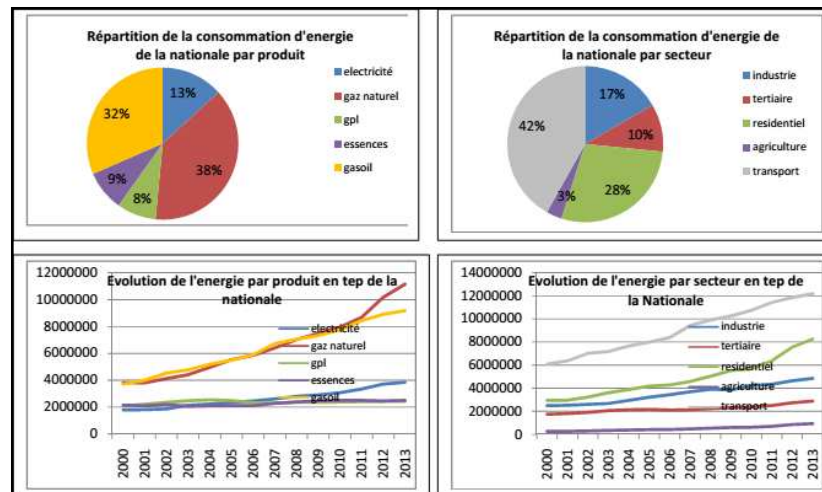 Répartition de la consommation d'energie
de la nationale par produit
13%
38%
8%
9%
32%
electricité
gaz naturel
gpl
essences
gasoil
Répartition de la consommation d'energie de
la nationale par secteur
17%
10%
28%
3%
42%
industrie
tertiaire
residentiel
agriculture
transport
Evolution de l'energie par produit en tep de la
nationale
12000000
10000000
8000000
6000000
4000000
2000000
0
electricité
gaz naturel
gpl
essences
gasoil
2000 2001 2002 2003 2004 2005 2006 2007 2008 2009 2010 2011 2012 2013
Evolution de l'energie par secteur en tep de
la Nationale
14000000
12000000
10000000
8000000
6000000
4000000
2000000
0
industrie
tertiaire
residentiel
agriculture
transport
2000 2001 2002 2003 2004 2005 2006 2007 2008 2009 2010 2011 2012 2013